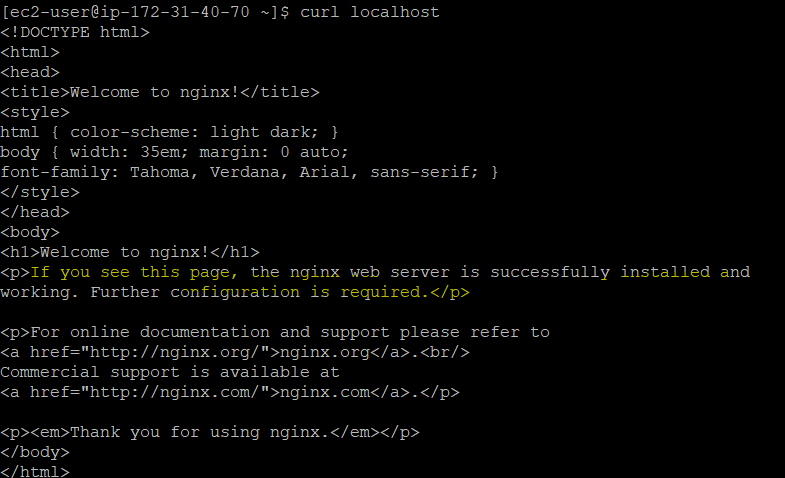 [ec2-user@ip-172-31-40-70 ~]$ curl localhost
<!DOCTYPE html>
<html>
<head>
<title>Welcome to nginx!</title>
<style>
html { color-scheme: light dark; }
body { width: 35em; margin: 0 auto;
font-family: Tahoma, Verdana, Arial, sans-serif; }
</style>
</head>
<body>
<h1>Welcome to nginx!</h1>
<p>If you see this page, the nginx web server is successfully installed and
working. Further configuration is required.</p>

<p>For online documentation and support please refer to
<a href="http://nginx.org/">nginx.org</a>.<br/>
Commercial support is available at
<a href="http://nginx.com/">nginx.com</a>.</p>

<p><em>Thank you for using nginx.</em></p>
</body>
</html>